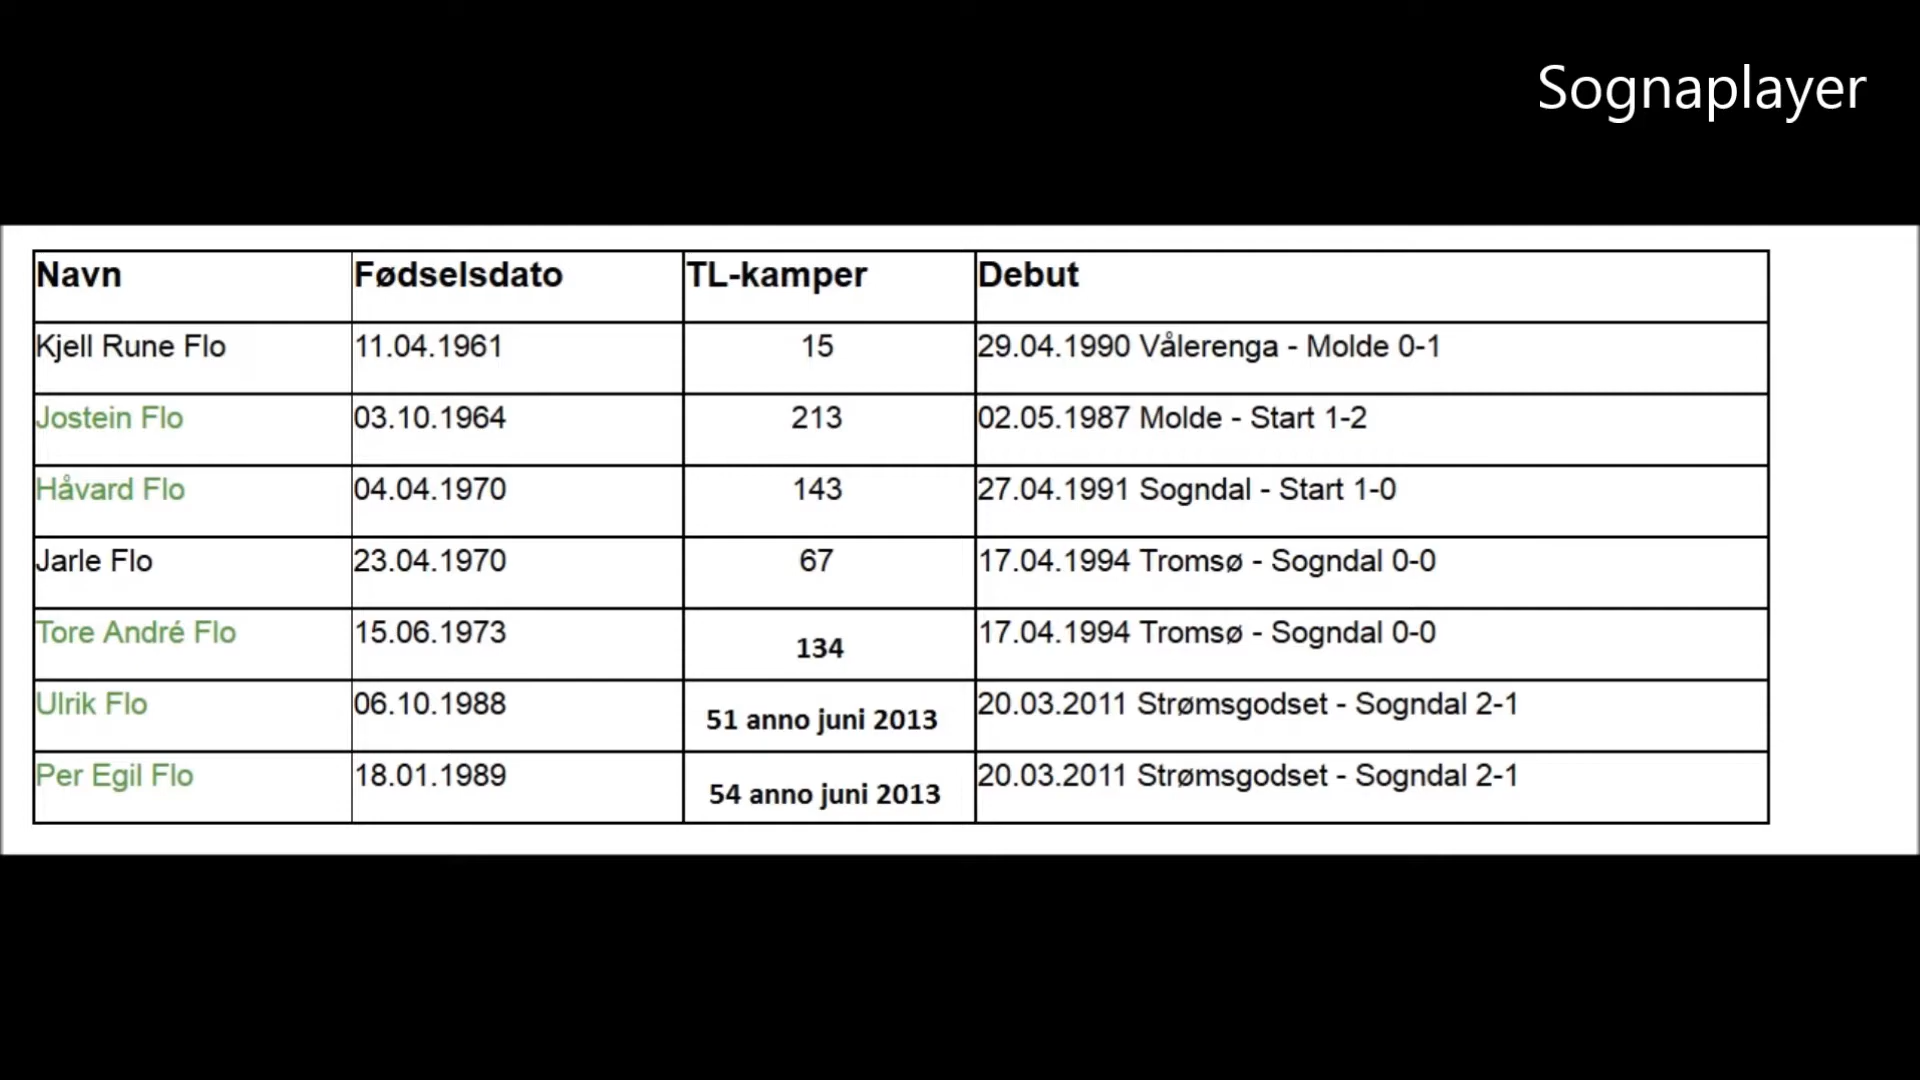 Sognaplayer
Navn Fødselsdato TL-kamper Debut
Kjell Rune Flo 11.04.1961 15 29.04.1990 Vålerenga - Molde 0-1
Jostein Flo 03.10.1964 213 02.05.1987 Molde - Start 1-2
Håvard Flo 04.04.1970 143 27.04.1991 Sogndal - Start 1-0
Jarle Flo 23.04.1970 67 17.04.1994 Tromsø - Sogndal 0-0
Tore André Flo 15.06.1973 134 17.04.1994 Tromsø - Sogndal 0-0
Ulrik Flo 06.10.1988 51 anno juni 2013 20.03.2011 Strømsgodset - Sogndal 2-1
Per Egil Flo 18.01.1989 54 anno juni 2013 20.03.2011 Strømsgodset - Sogndal 2-1